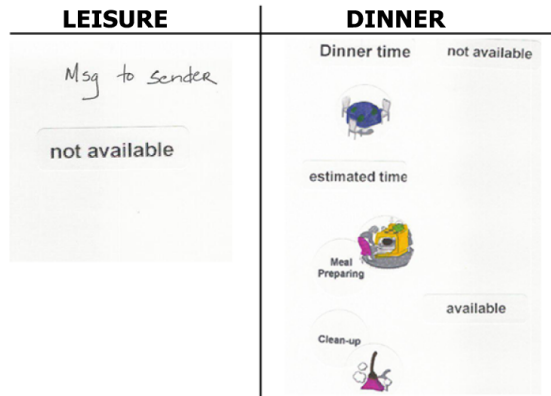 LEISURE
Msg to sender
not available
DINNER
Dinner time
not available
estimated time
Meal
Preparing
available
Clean-up